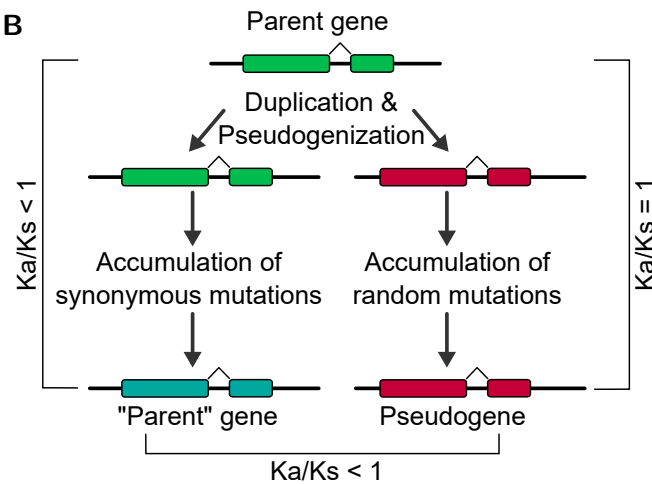 B
Parent gene
Duplication &
Pseudogenization
Ka/Ks < 1
Ka/Ks = 1
Accumulation of
synonymous mutations
Accumulation of
random mutations
"Parent" gene
Pseudogene
Ka/Ks < 1